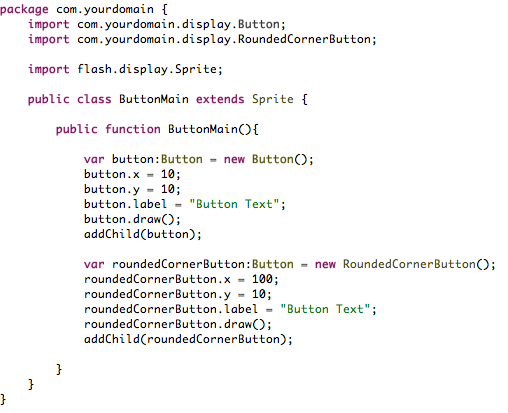 package com.yourdomain {
    import com.yourdomain.display.Button;
    import com.yourdomain.display.RoundedCornerButton;

    import flash.display.Sprite;

    public class ButtonMain extends Sprite {

        public function ButtonMain(){

            var button:Button = new Button();
            button.x = 10;
            button.y = 10;
            button.label = "Button Text";
            button.draw();
            addChild(button);

            var roundedCornerButton:Button = new RoundedCornerButton();
            roundedCornerButton.x = 100;
            roundedCornerButton.y = 10;
            roundedCornerButton.label = "Button Text";
            roundedCornerButton.draw();
            addChild(roundedCornerButton);

        }
    }
}